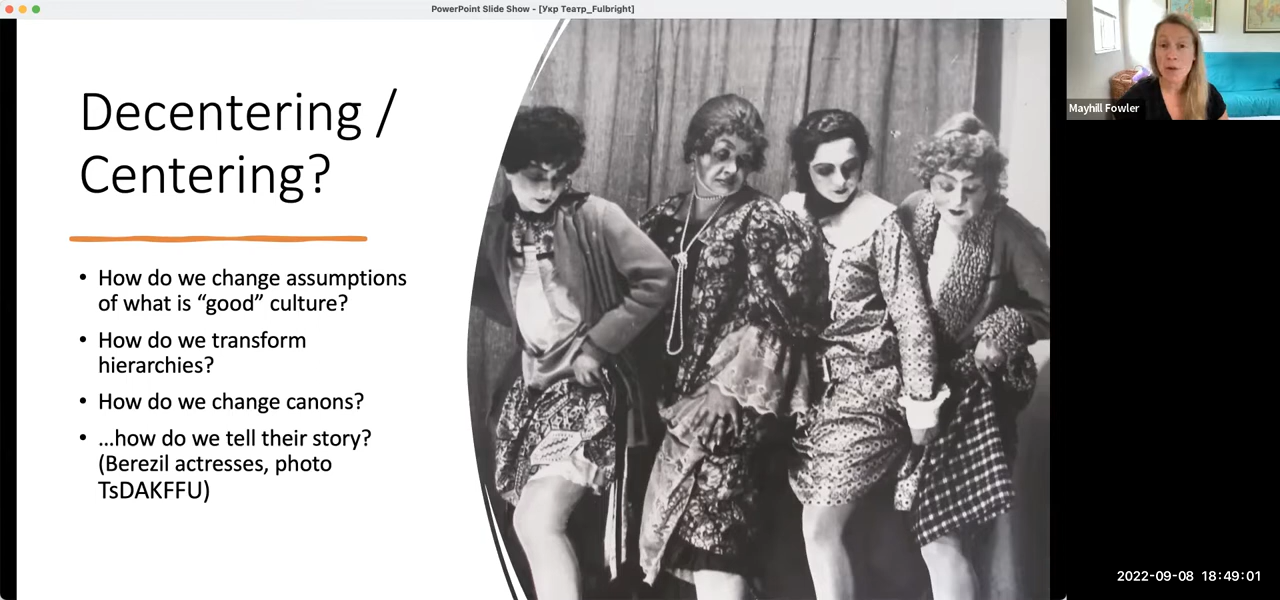 PowerPoint Slide Show - [Укр Театр_Fulbright]
Decentering /
Centering?
• How do we change assumptions
of what is “good” culture?
• How do we transform
hierarchies?
• How do we change canons?
• ...how do we tell their story?
(Berezil actresses, photo
TsDAKFFU)
Mayhill Fowler
2022-09-08 18:49:01